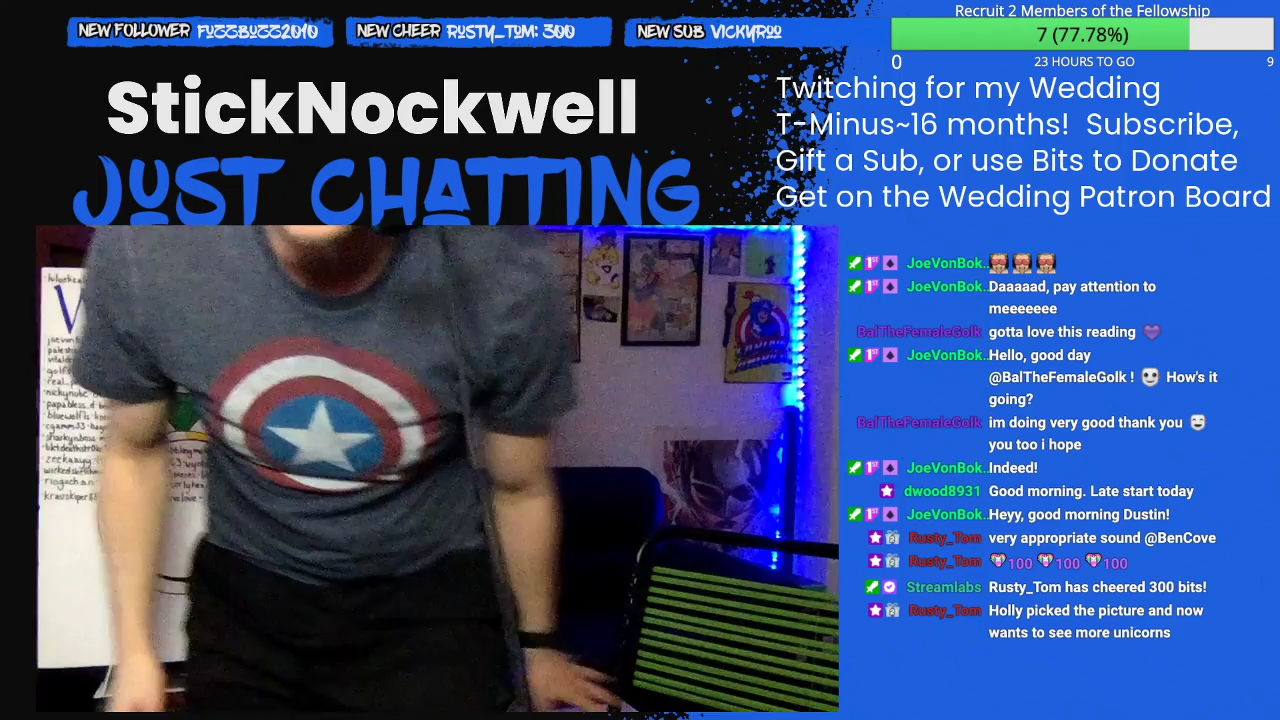 NEW FOLLOWER FUZZBUZZ2010
NEW CHEER RUSTY_TOM: 300
NEW SUB VICKYROO
Recruit 2 Members of the Fellowship
7 (77.78%)
0
23 HOURS TO GO
9
StickNockwell
JUST CHATTING
Twitching for my Wedding
T-Minus~16 months! Subscribe,
Gift a Sub, or use Bits to Donate
Get on the Wedding Patron Board
JoeVonBok..
JoeVonBok..Daaaaad, pay attention to
meeeeeee
BalTheFemaleGolk gotta love this reading
JoeVonBok..Hello, good day
@BalTheFemaleGolk ! How's it
going?
BalTheFemaleGolk im doing very good thank you
you too i hope
JoeVonBok..Indeed!
dwood8931 Good morning. Late start today
JoeVonBok..Heyy, good morning Dustin!
Rusty_Tom very appropriate sound @BenCove
Rusty_Tom 100 100 100
Streamlabs Rusty_Tom has cheered 300 bits!
Rusty_Tom Holly picked the picture and now
wants to see more unicorns